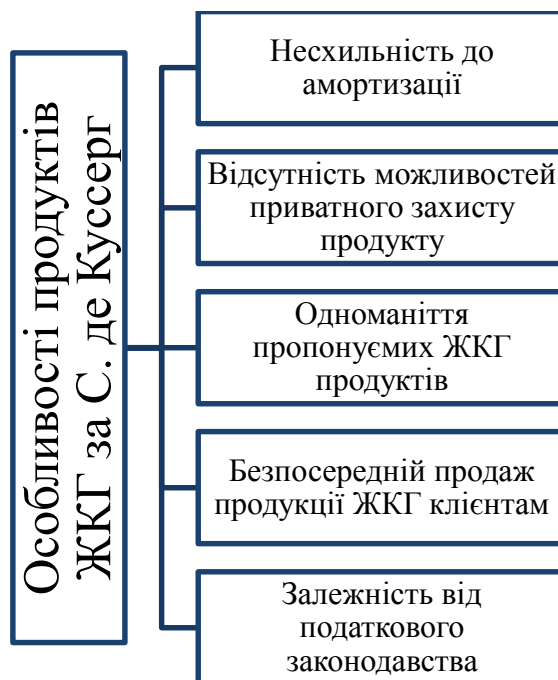 Особливості продуктів
ЖКГ за С. де Куссерг
Несхильність до
амортизації
Відсутність можливостей
приватного захисту
продукту
Одноманіття
пропонуємих ЖКГ
продуктів
Безпосередній продаж
продукції ЖКГ клієнтам
Залежність від
податкового
законодавства